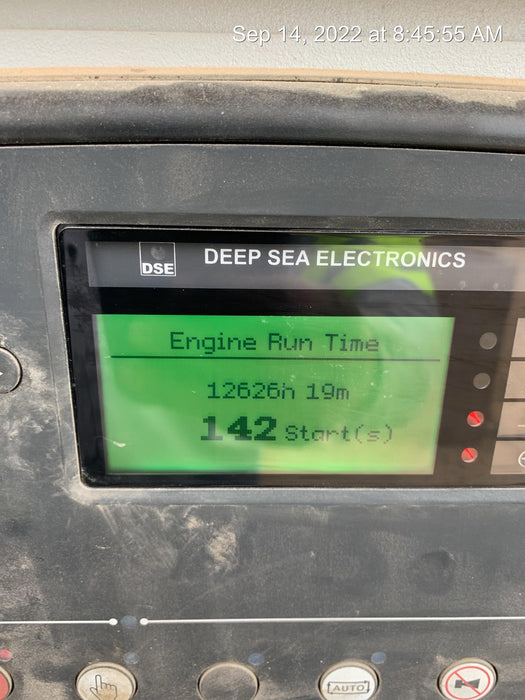 Sep 14, 2022 at 8:45:55 AM
DSE DEEP SEA ELECTRONICS
Engine Run Time
12626h 19m
142 Start(s)
AUTO